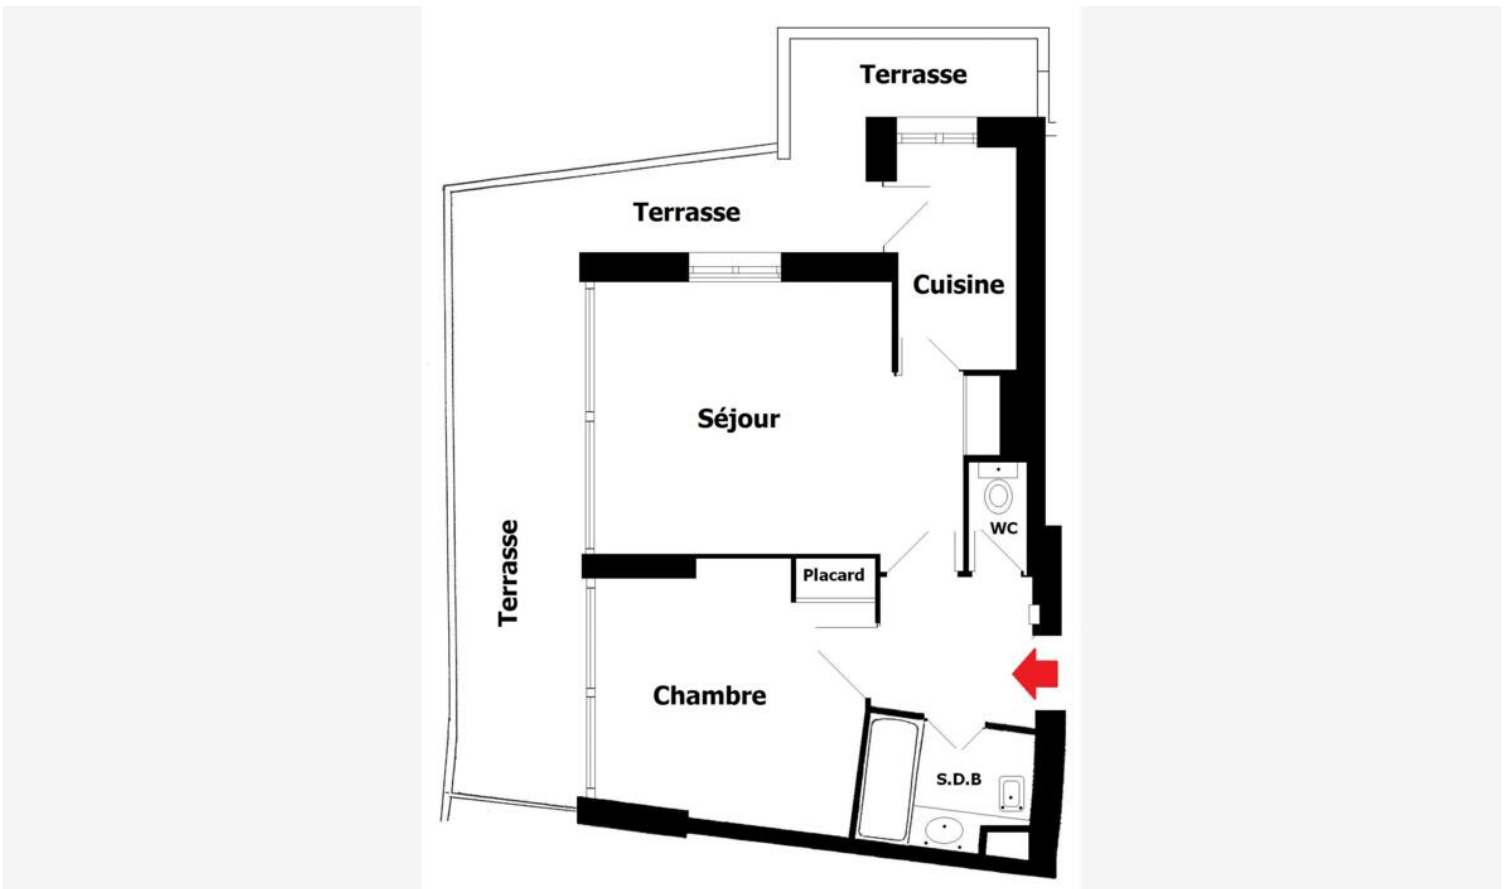 Terrasse
Terrasse
Cuisine
Séjour
WC
Terrasse
Placard
Chambre
S.D.B